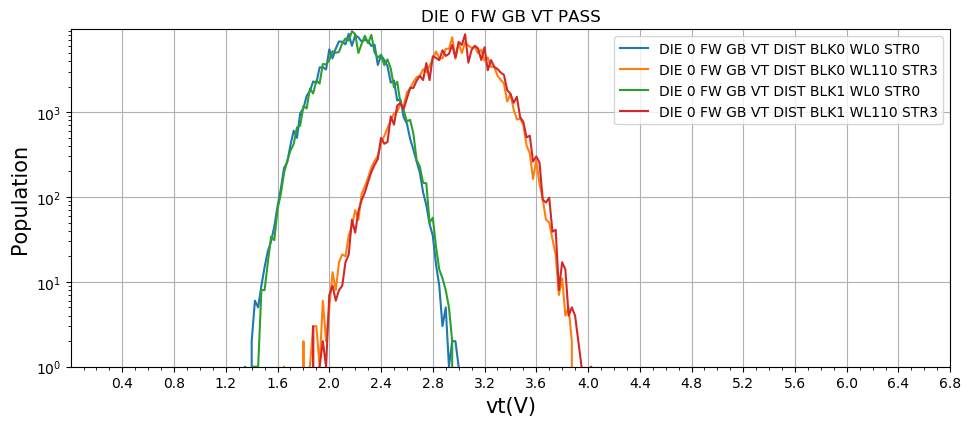 DIE 0 FW GB VT PASS
DIE 0 FW GB VT DIST BLK0 WL0 STR0
DIE 0 FW GB VT DIST BLK0 WL110 STR3
DIE 0 FW GB VT DIST BLK1 WL0 STR0
DIE 0 FW GB VT DIST BLK1 WL110 STR3
Population
10³
10²
10¹
10⁰
0.4 0.8 1.2 1.6 2.0 2.4 2.8 3.2 3.6 4.0 4.4 4.8 5.2 5.6 6.0 6.4 6.8
vt(V)